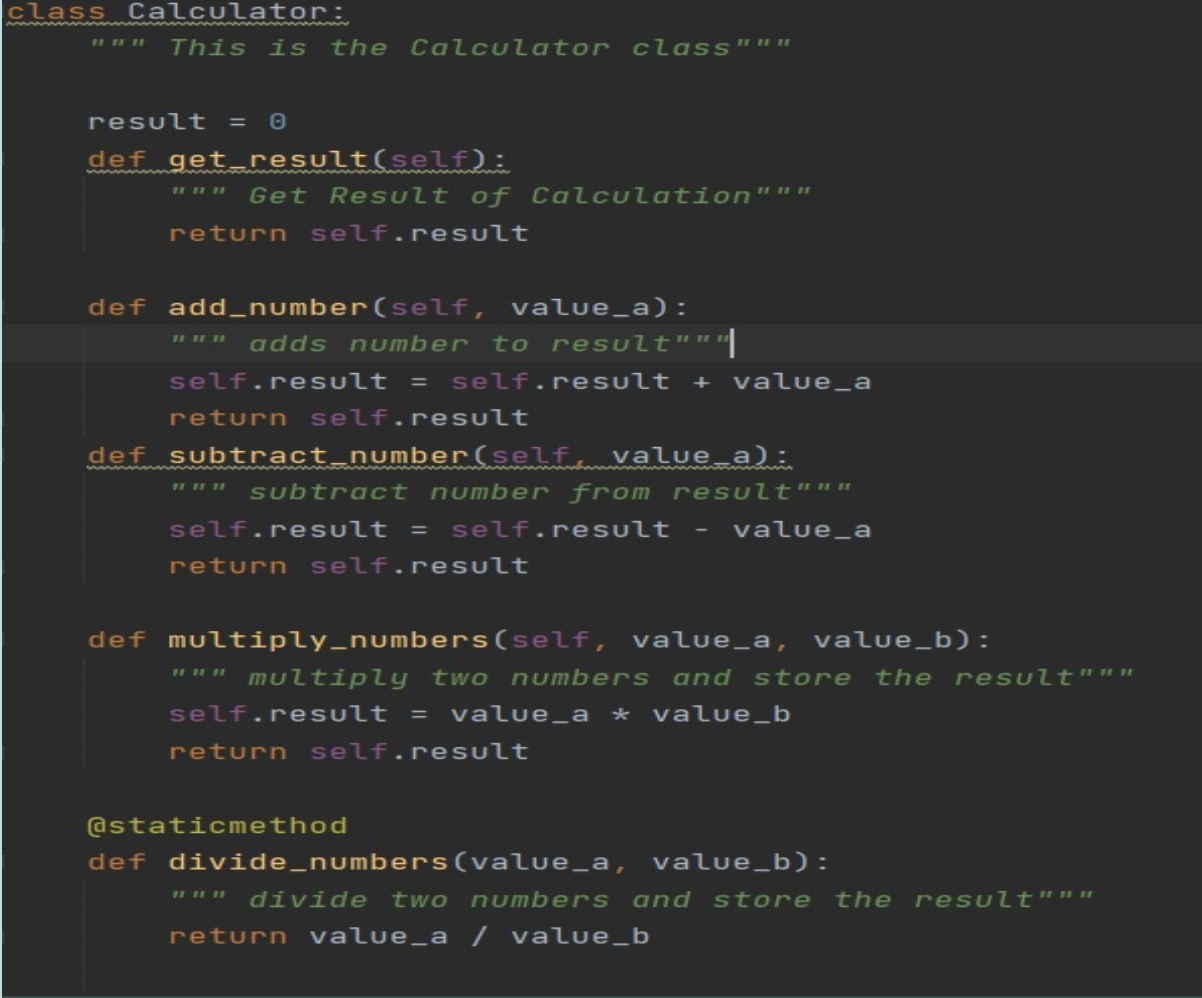 class Calculator:
    """ This is the Calculator class"""

    result = 0
    def get_result(self):
        """ Get Result of Calculation"""
        return self.result

    def add_number(self, value_a):
        """ adds number to result"""
        self.result = self.result + value_a
        return self.result
    def subtract_number(self, value_a):
        """ subtract number from result"""
        self.result = self.result - value_a
        return self.result

    def multiply_numbers(self, value_a, value_b):
        """ multiply two numbers and store the result"""
        self.result = value_a * value_b
        return self.result

    @staticmethod
    def divide_numbers(value_a, value_b):
        """ divide two numbers and store the result"""
        return value_a / value_b